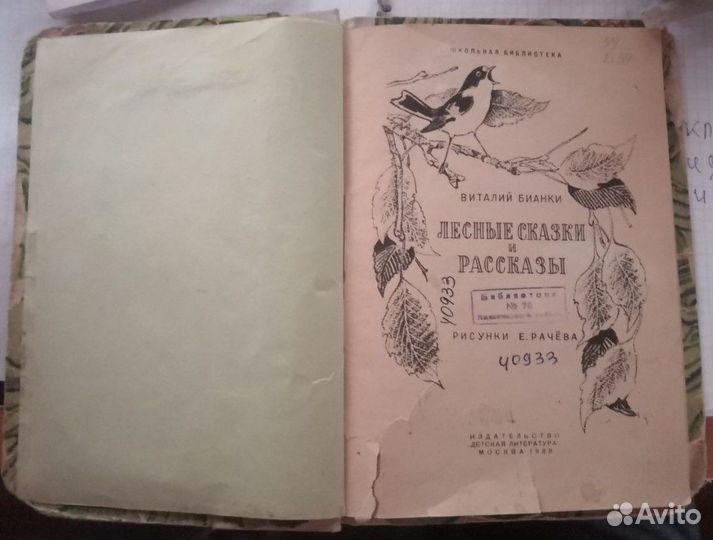 ШКОЛЬНАЯ БИБЛИОТЕКА
ВИТАЛИЙ БИАНКИ
ЛЕСНЫЕ СКАЗКИ
И
РАССКАЗЫ
Библиотека
№ 76
40933
РИСУНКИ Е. РАЧЁВА
40933
ИЗДАТЕЛЬСТВО
ДЕТСКАЯ ЛИТЕРАТУРА
МОСКВА 1969
Avito